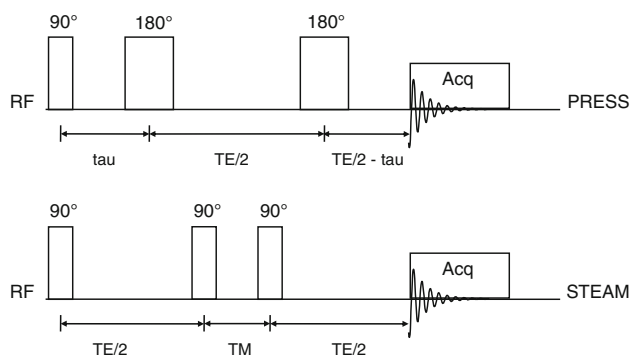 90° 180° 180°
Acq
RF PRESS
tau TE/2 TE/2 - tau
90° 90° 90°
Acq
RF STEAM
TE/2 TM TE/2